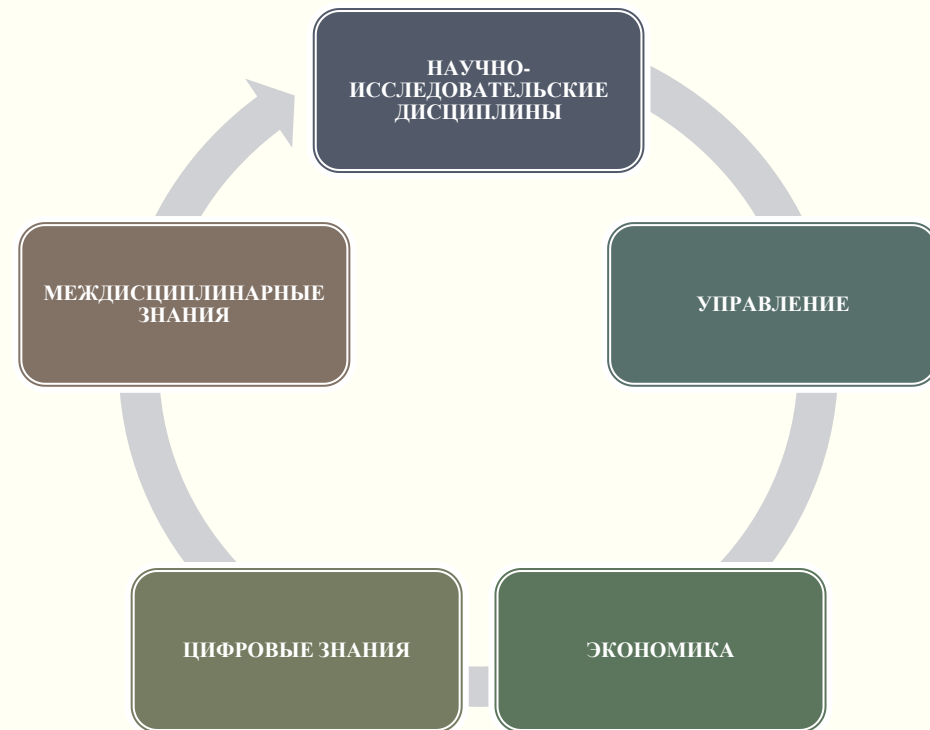 НАУЧНО-
ИССЛЕДОВАТЕЛЬСКИЕ
ДИСЦИПЛИНЫ
УПРАВЛЕНИЕ
ЭКОНОМИКА
ЦИФРОВЫЕ ЗНАНИЯ
МЕЖДИСЦИПЛИНАРНЫЕ
ЗНАНИЯ